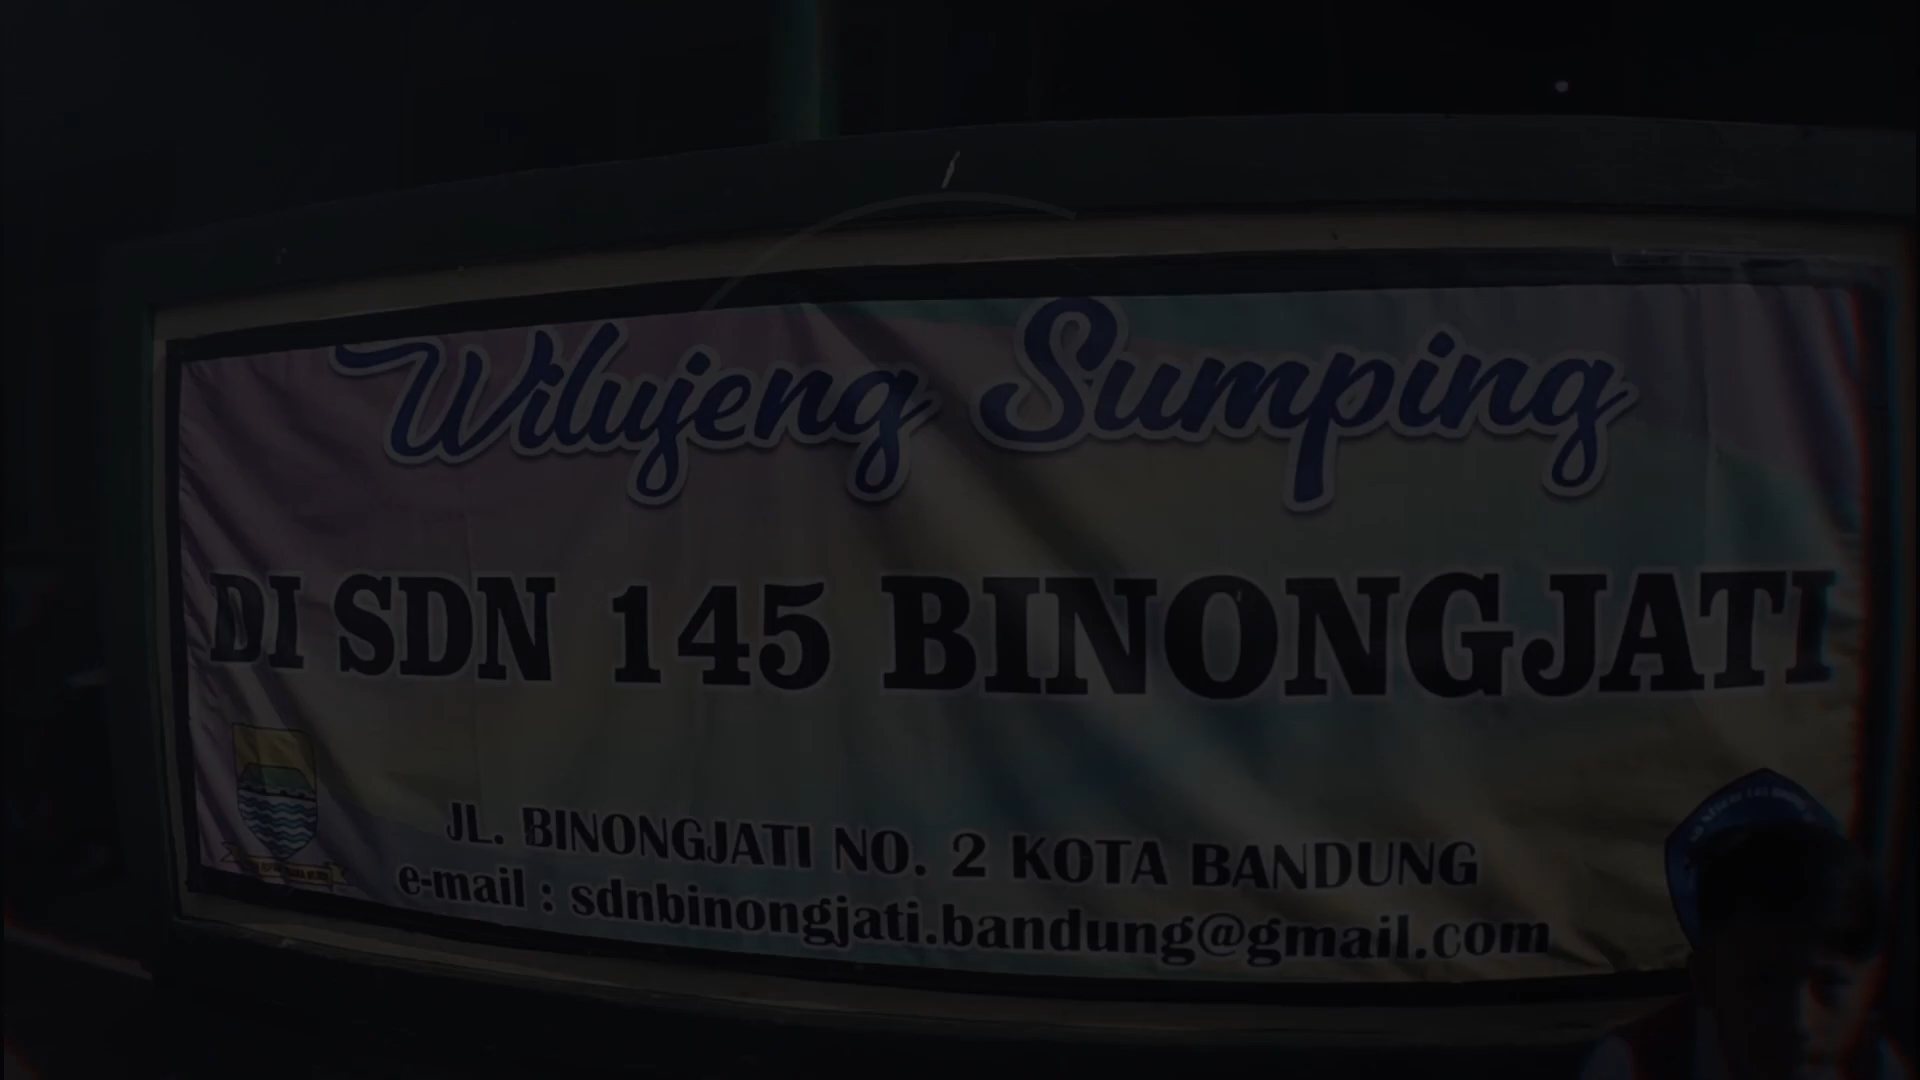 Wilujeng Sumping
DI SDN 145 BINONGJATI
JL. BINONGJATI NO. 2 KOTA BANDUNG
e-mail : sdnbinongjati.bandung@gmail.com